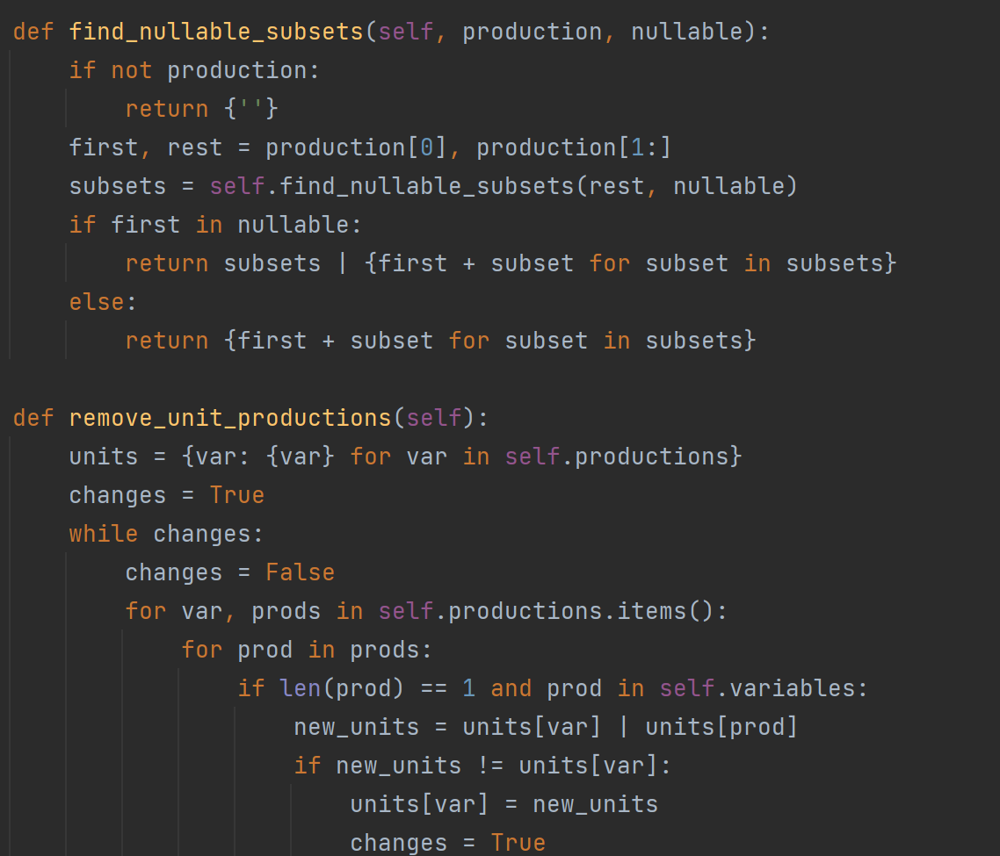 def find_nullable_subsets(self, production, nullable):
    if not production:
        return {''}
    first, rest = production[0], production[1:]
    subsets = self.find_nullable_subsets(rest, nullable)
    if first in nullable:
        return subsets | {first + subset for subset in subsets}
    else:
        return {first + subset for subset in subsets}

def remove_unit_productions(self):
    units = {var: {var} for var in self.productions}
    changes = True
    while changes:
        changes = False
        for var, prods in self.productions.items():
            for prod in prods:
                if len(prod) == 1 and prod in self.variables:
                    new_units = units[var] | units[prod]
                    if new_units != units[var]:
                        units[var] = new_units
                        changes = True